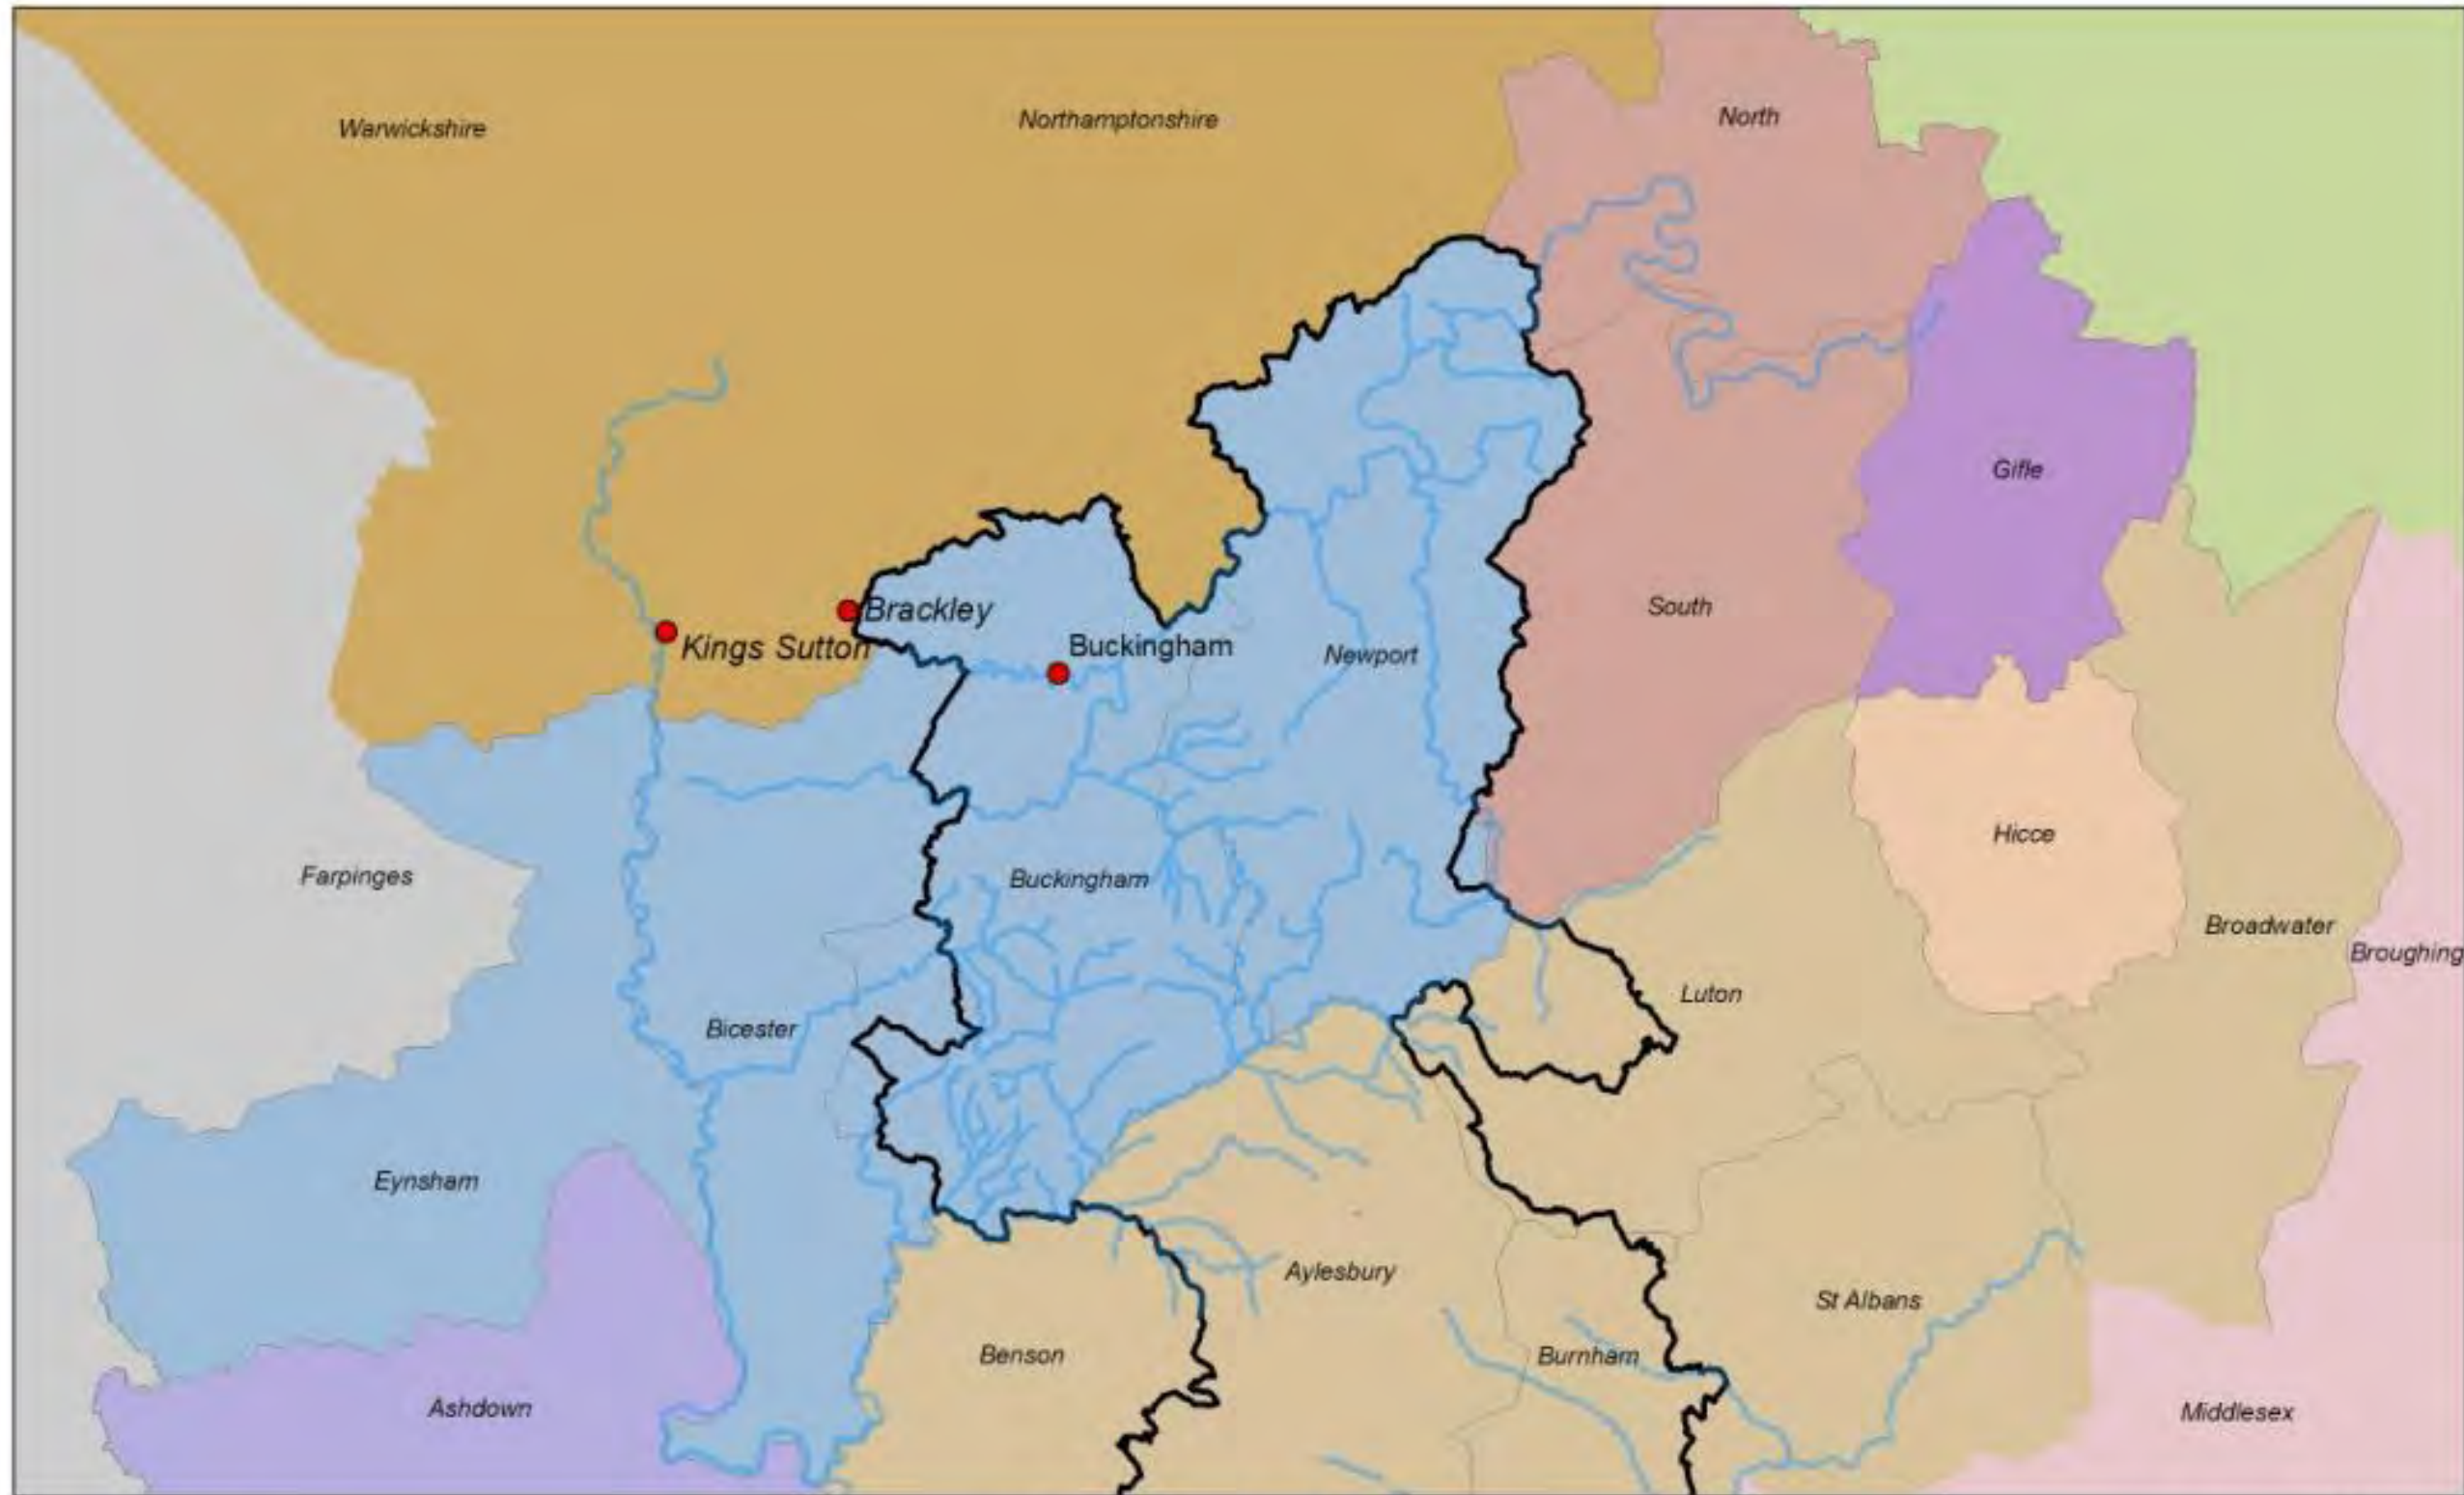 North
Northamptonshire
Warwickshire
Gifle
South
Brackley
Buckingham
Kings Sutton
Newport
Hicce
Farpinges
Buckingham
Broadwater
Broughing
Luton
Bicester
Eynsham
Aylesbury
St Albans
Benson
Burnham
Ashdown
Middlesex